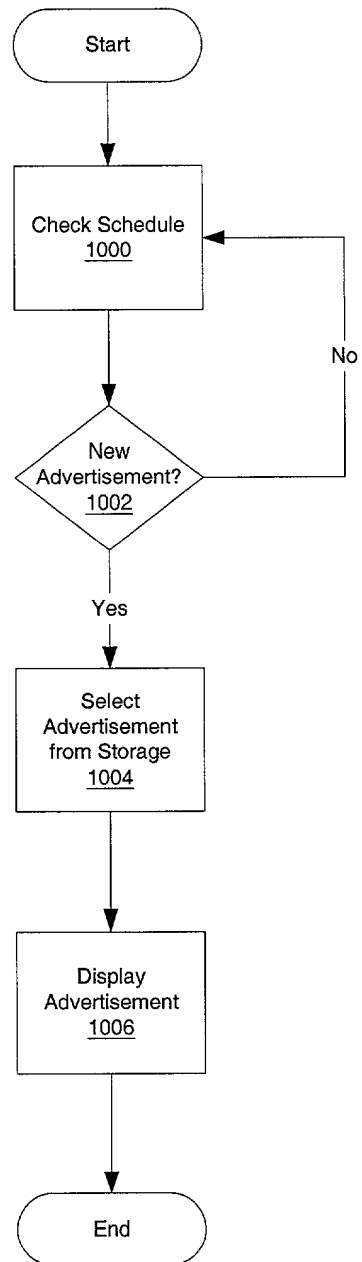 Start
Check Schedule
1000
No
New
Advertisement?
1002
Yes
Select
Advertisement
from Storage
1004
Display
Advertisement
1006
End